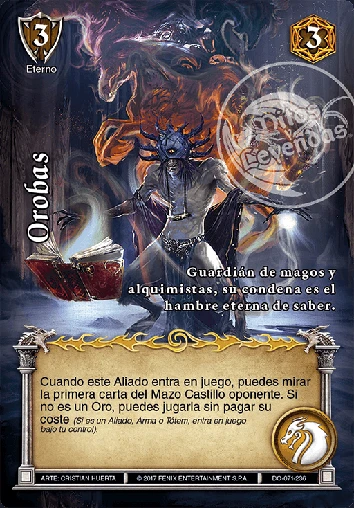 3
3
Eterno
Mitos
Leyendas
Orobas
Guardián de magos y
alquimistas, su condena es el
hambre eterna de saber.
Cuando este Aliado entra en juego, puedes mirar
la primera carta del Mazo Castillo oponente. Si
no es un Oro, puedes jugarla sin pagar su
coste (Si es un Aliado, Arma o Tótem, entra en juego
bajo tu control).
ARTE: CRISTIAN HUERTA
© 2017 FENIX ENTERTAINMENT S.P.A.
DO-071-236